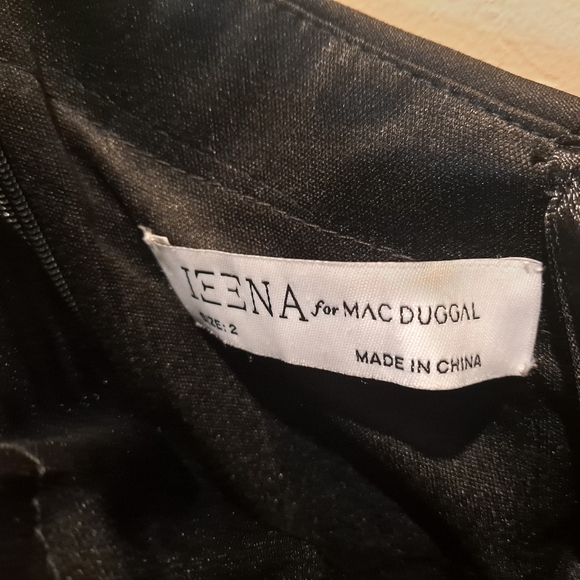 IEENA for MAC DUGGAL
SIZE: 2
MADE IN CHINA